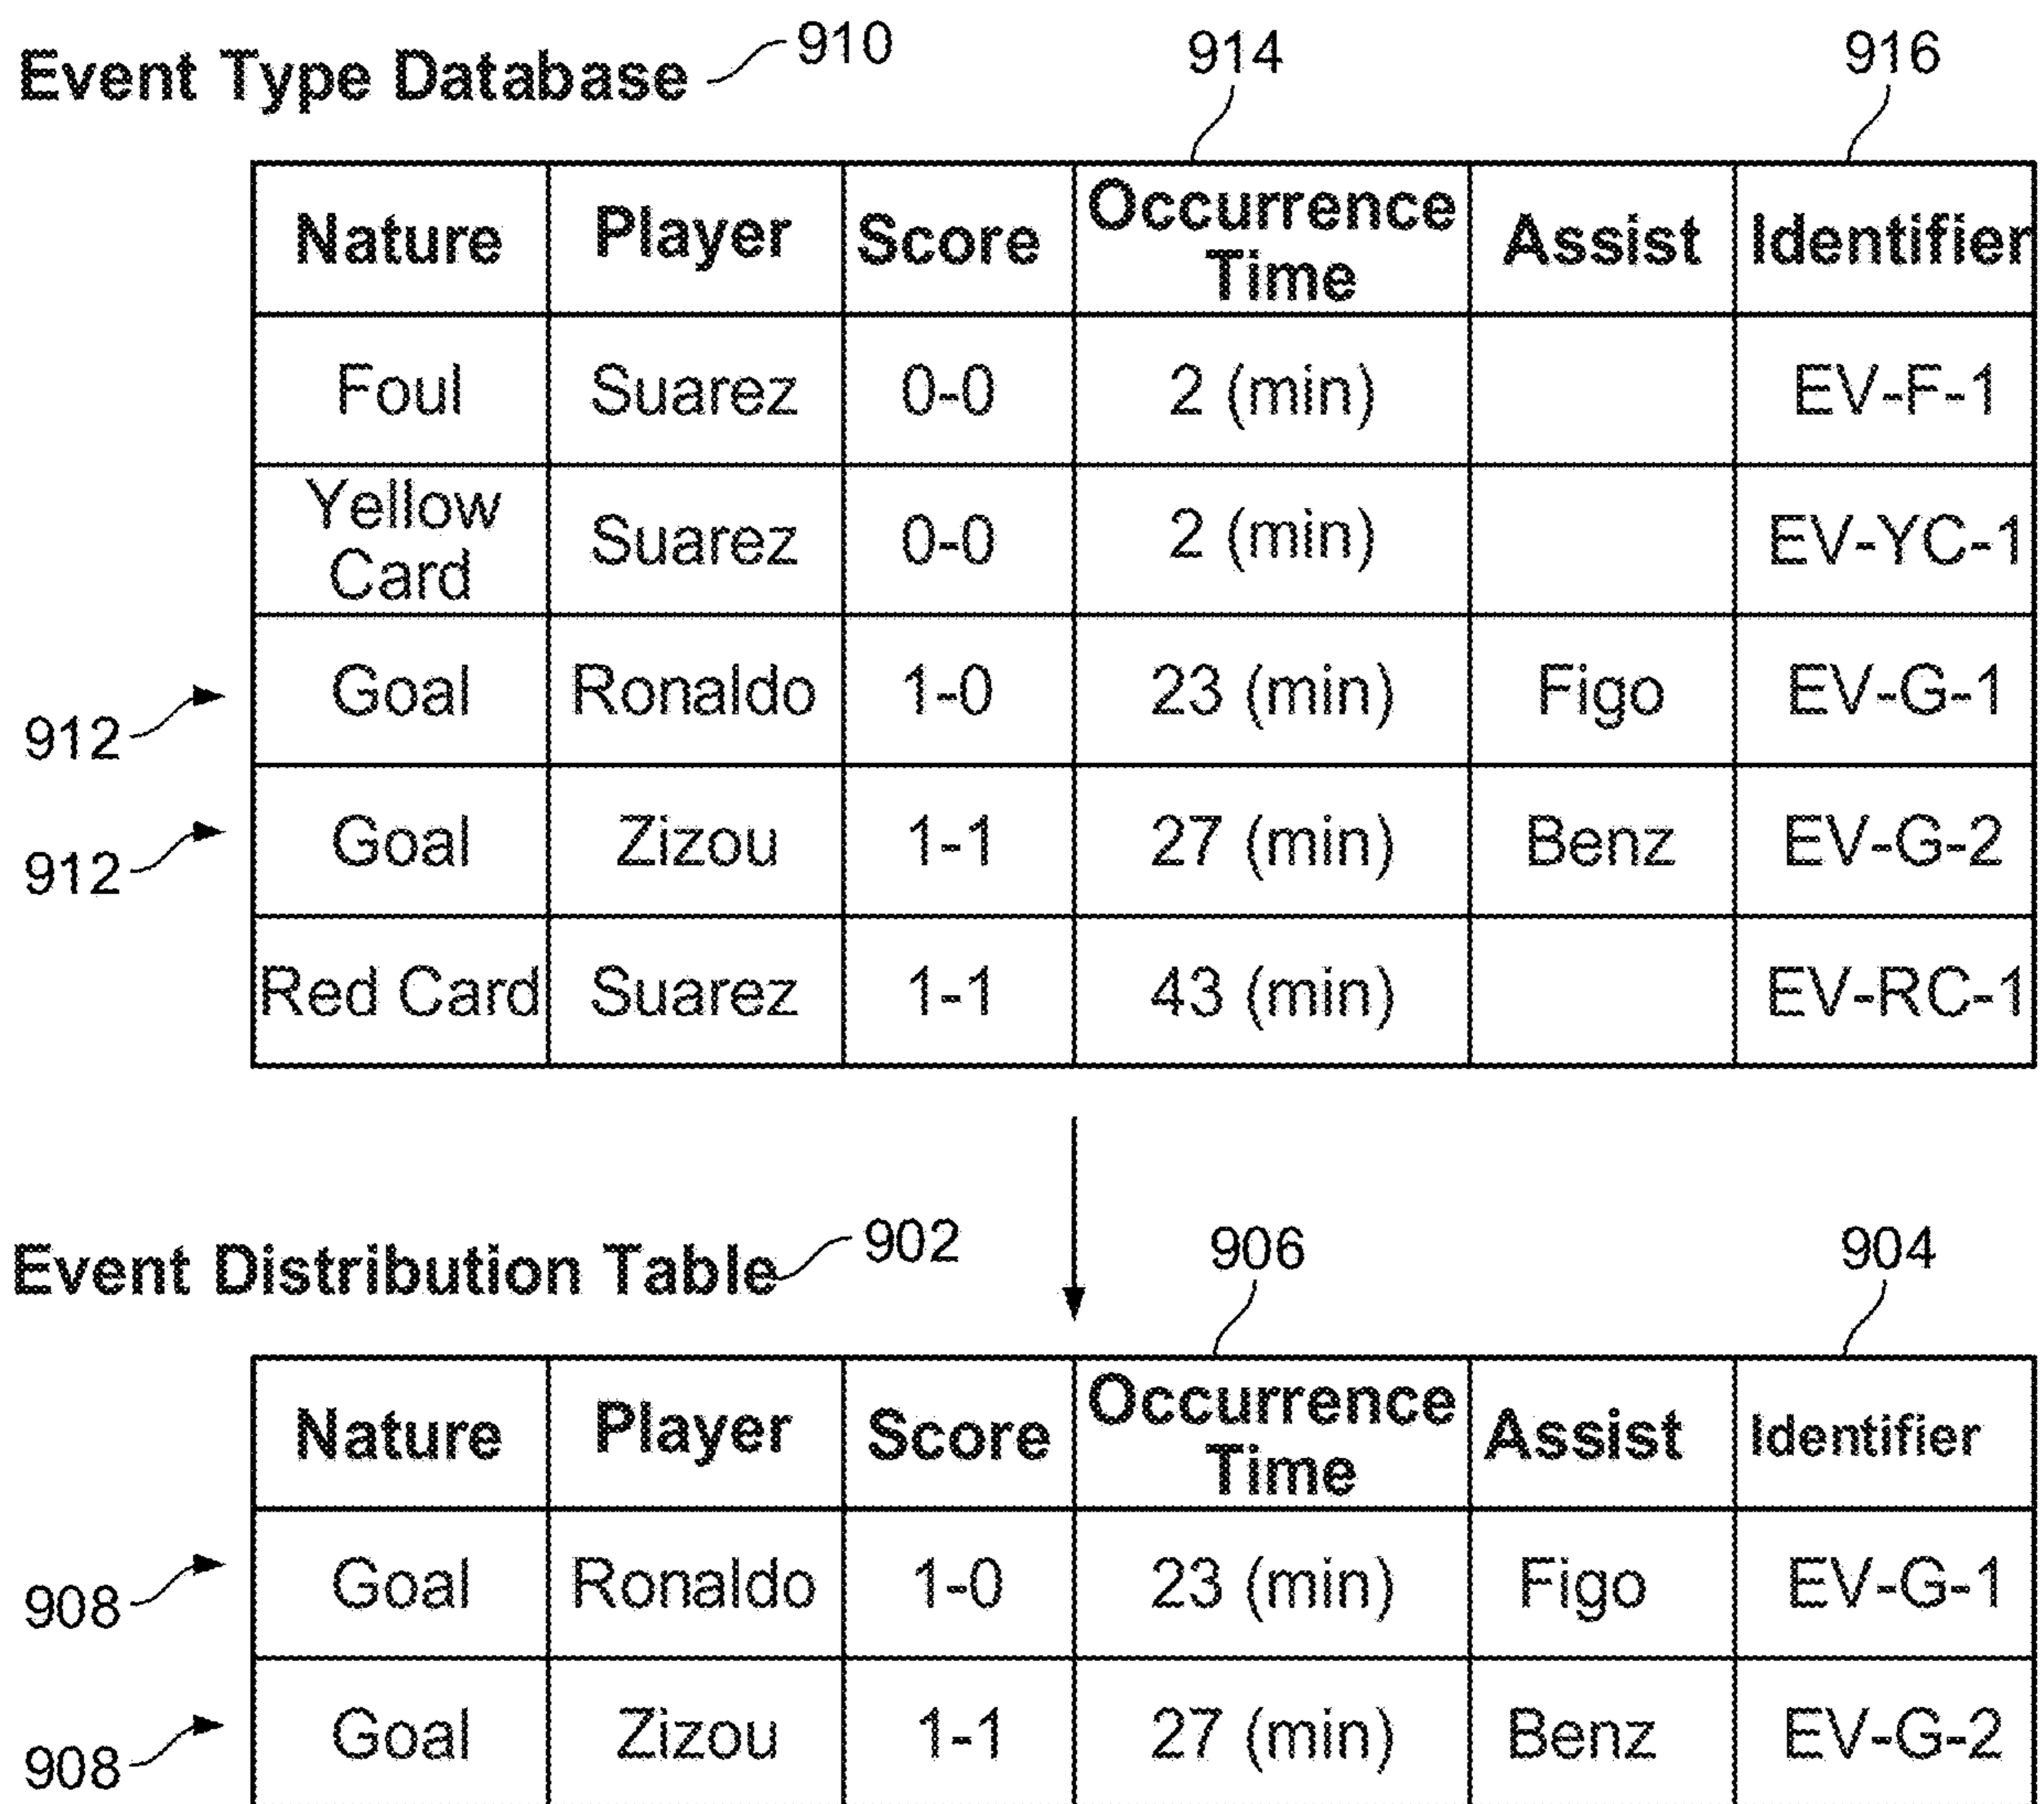 Event Type Database 910 914 916
Nature Player Score Occurrence Time Assist Identifier
Foul Suarez 0-0 2 (min) EV-F-1
Yellow Card Suarez 0-0 2 (min) EV-YC-1
912 Goal Ronaldo 1-0 23 (min) Figo EV-G-1
912 Goal Zizou 1-1 27 (min) Benz EV-G-2
Red Card Suarez 1-1 43 (min) EV-RC-1
Event Distribution Table 902 906 904
Nature Player Score Occurrence Time Assist Identifier
908 Goal Ronaldo 1-0 23 (min) Figo EV-G-1
908 Goal Zizou 1-1 27 (min) Benz EV-G-2